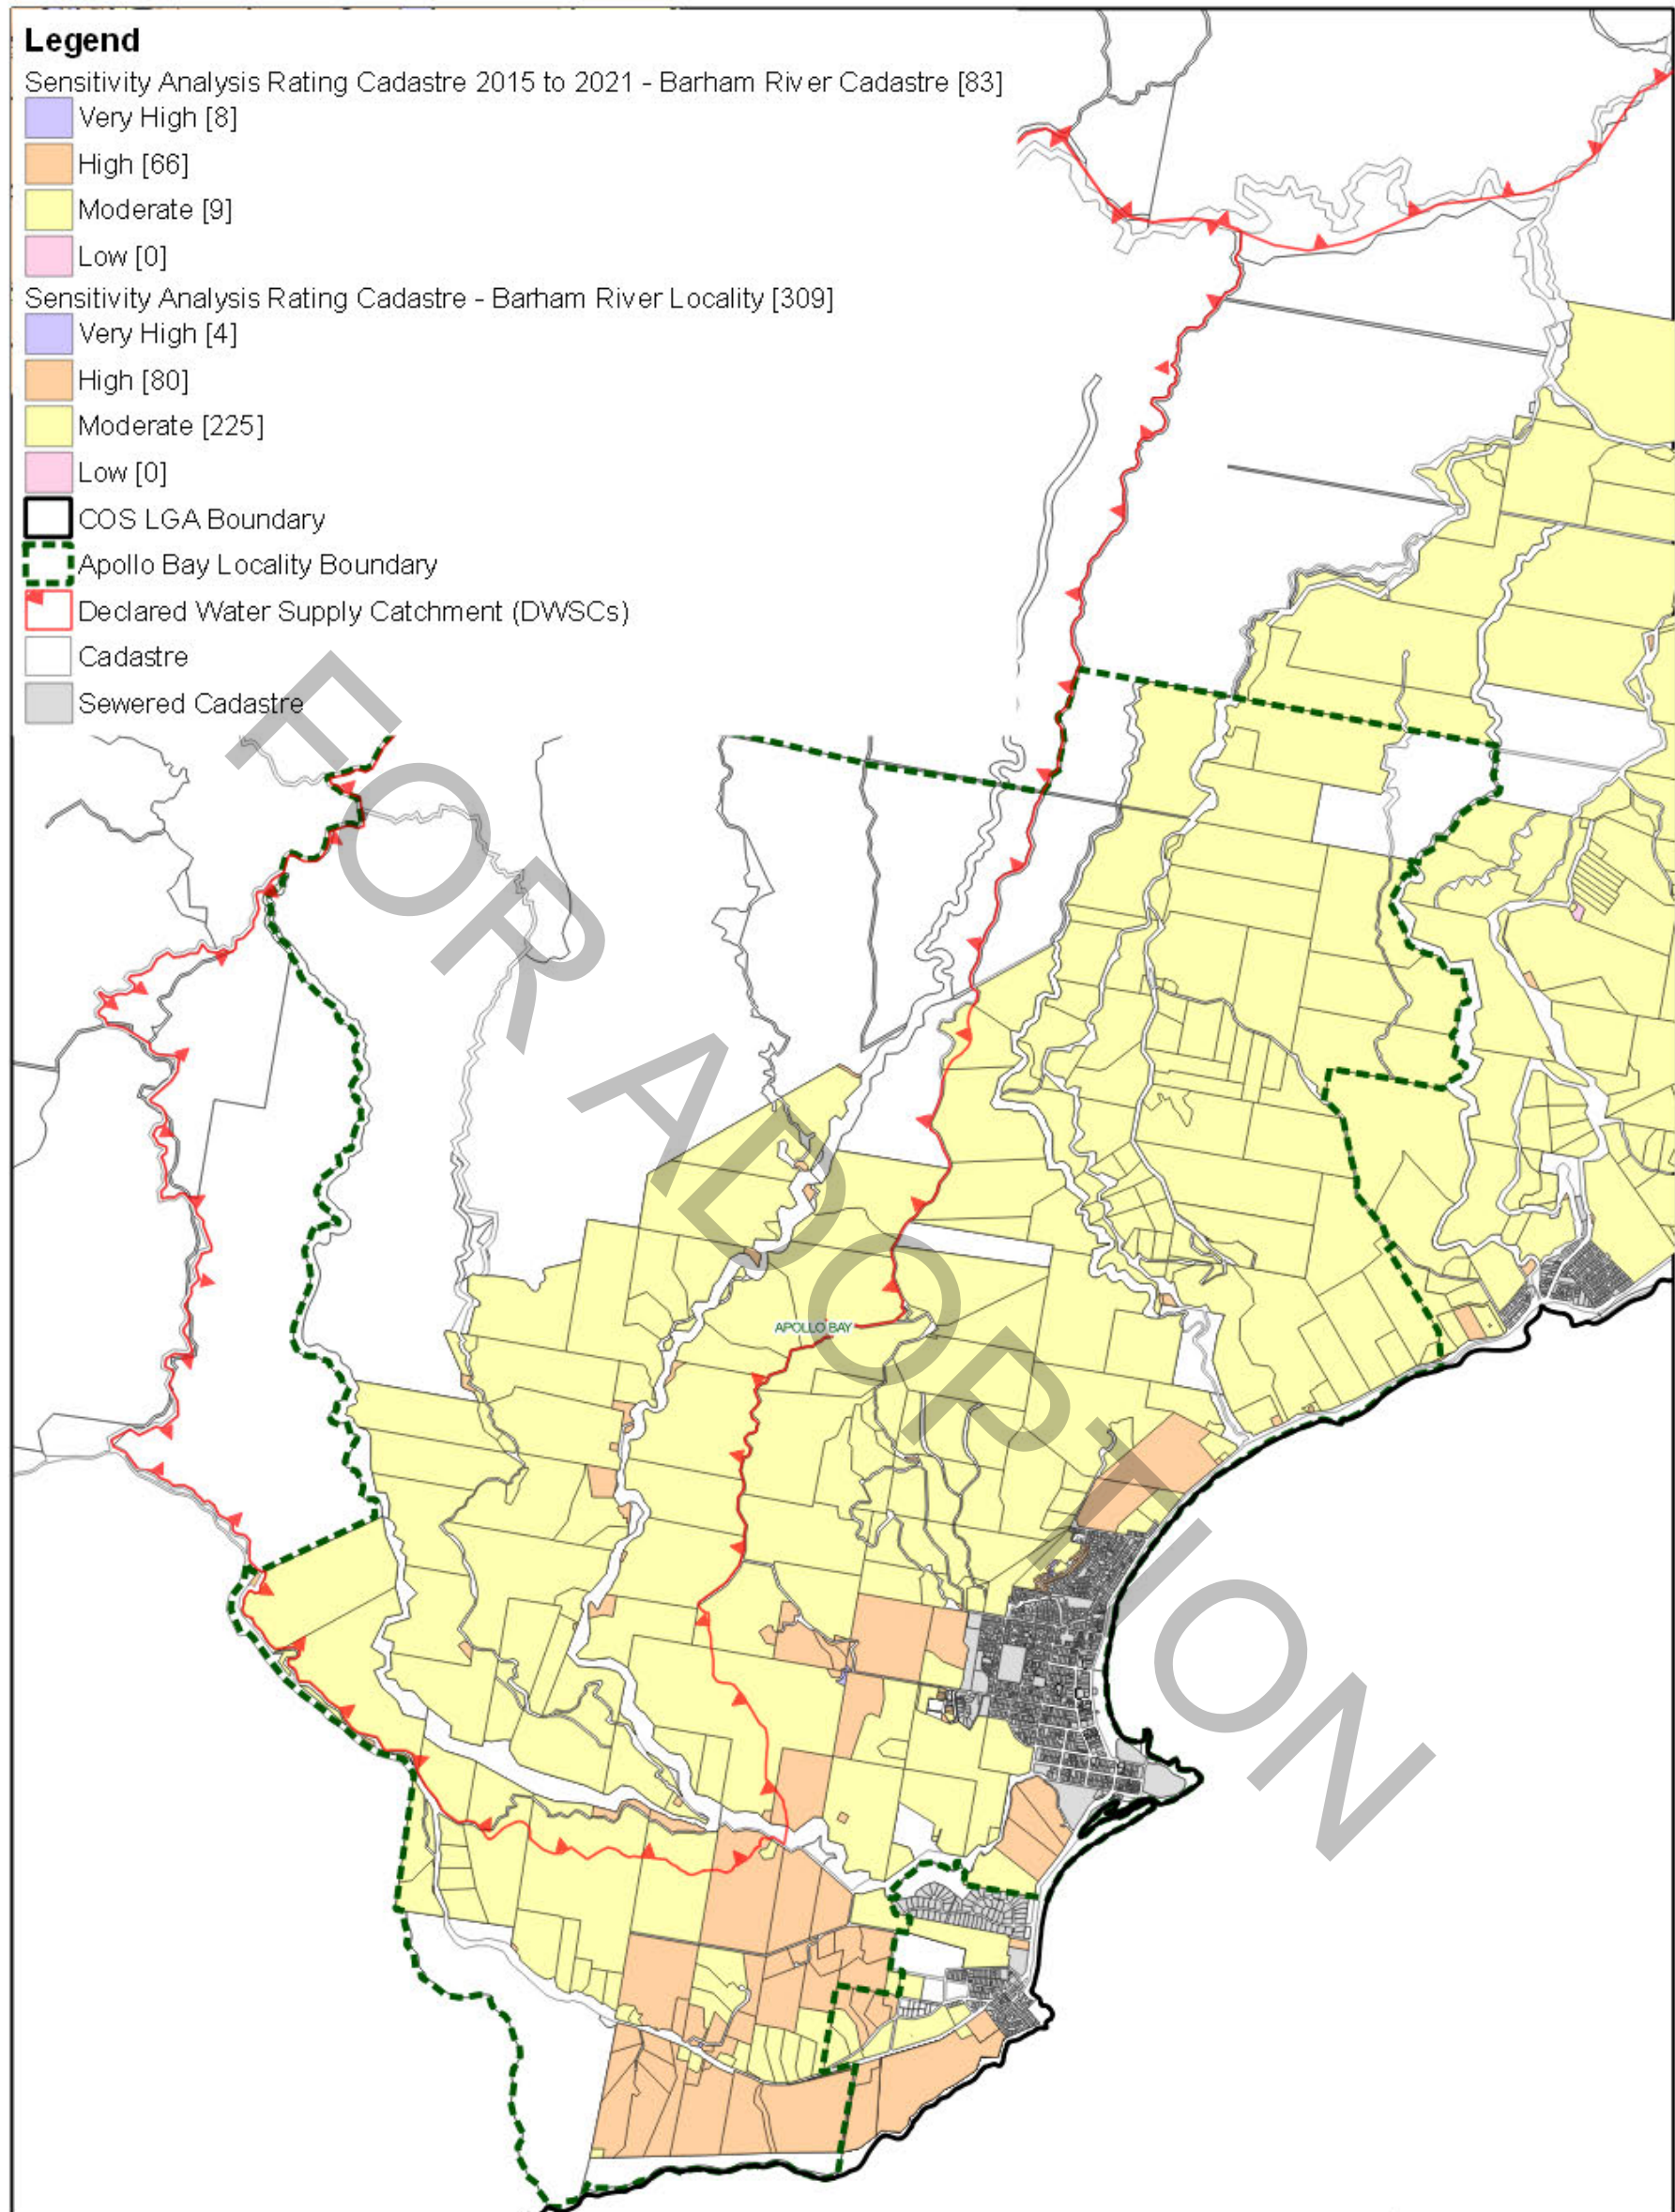 Legend
Sensitivity Analysis Rating Cadastre 2015 to 2021 - Barham River Cadastre [83]
Very High [8]
High [66]
Moderate [9]
Low [0]
Sensitivity Analysis Rating Cadastre - Barham River Locality [309]
Very High [4]
High [80]
Moderate [225]
Low [0]
COS LGA Boundary
Apollo Bay Locality Boundary
Declared Water Supply Catchment (DWSCs)
Cadastre
Sewered Cadastre
FOR ADOPTION
APOLLO BAY